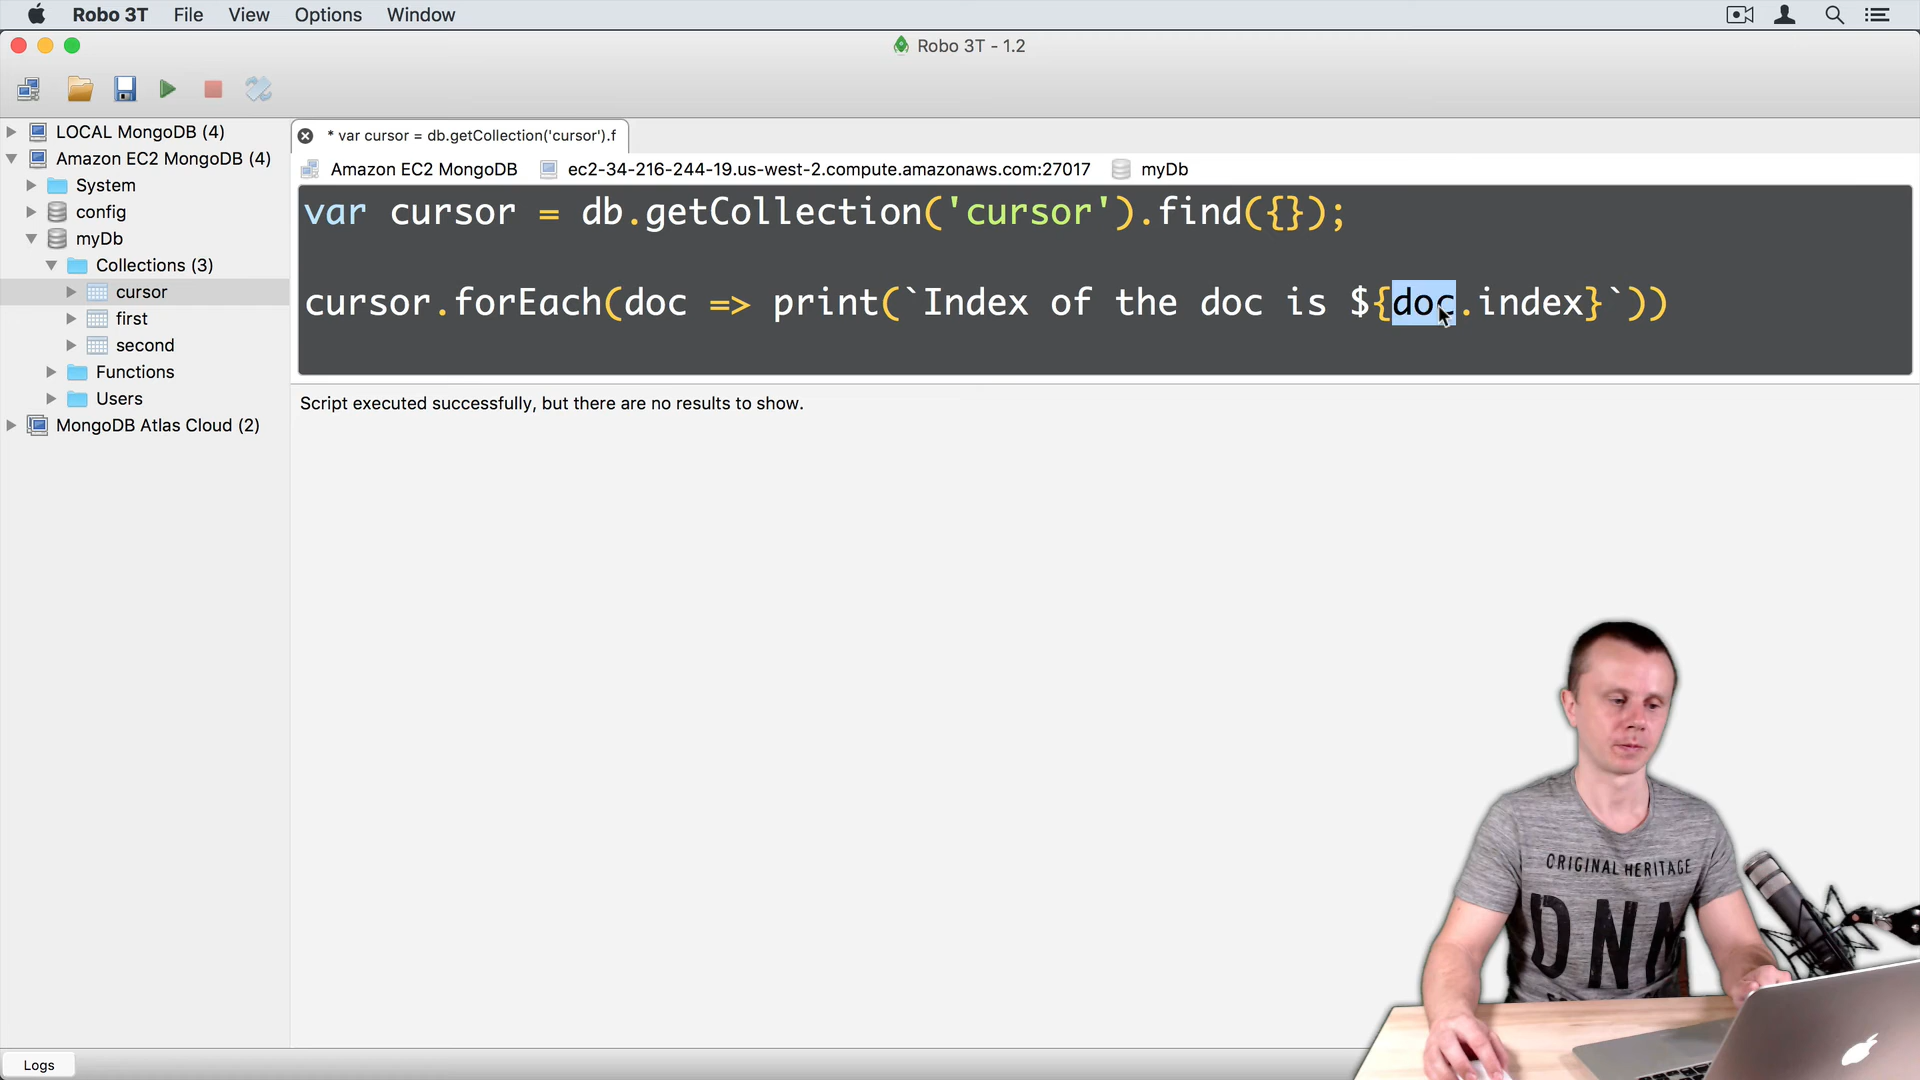 Robo 3T File View Options Window
Robo 3T - 1.2
LOCAL MongoDB (4)
Amazon EC2 MongoDB (4)
System
config
myDb
Collections (3)
cursor
first
second
Functions
Users
MongoDB Atlas Cloud (2)
* var cursor = db.getCollection('cursor').f
Amazon EC2 MongoDB ec2-34-216-244-19.us-west-2.compute.amazonaws.com:27017 myDb
var cursor = db.getCollection('cursor').find({});
cursor.forEach(doc => print(`Index of the doc is ${doc.index}`))
Script executed successfully, but there are no results to show.
ORIGINAL HERITAGE
DNM
Logs